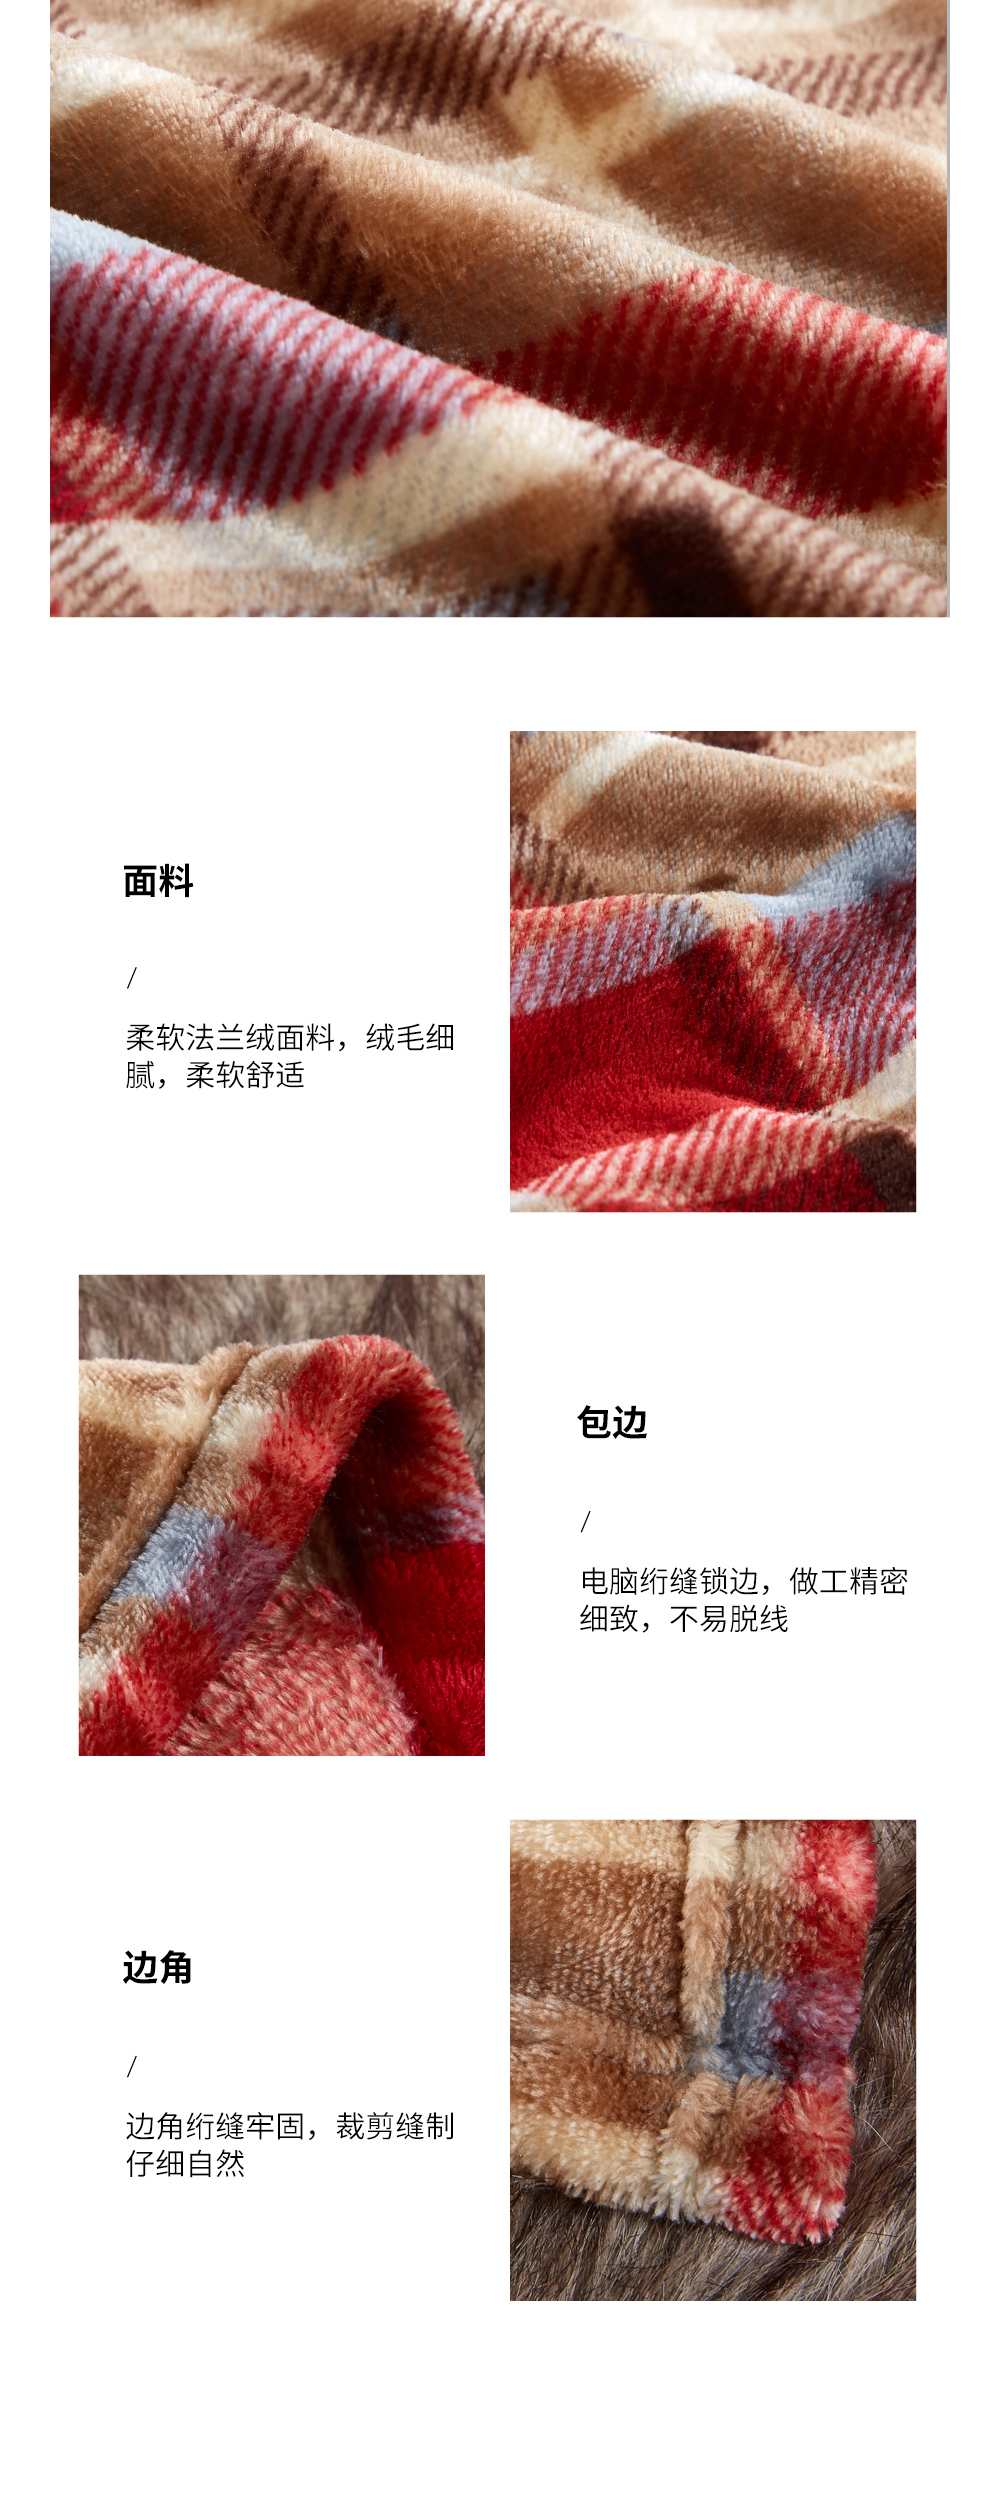 面料
/
柔软法兰绒面料，绒毛细
腻，柔软舒适
包边
/
电脑绗缝锁边，做工精密
细致，不易脱线
边角
/
边角绗缝牢固，裁剪缝制
仔细自然